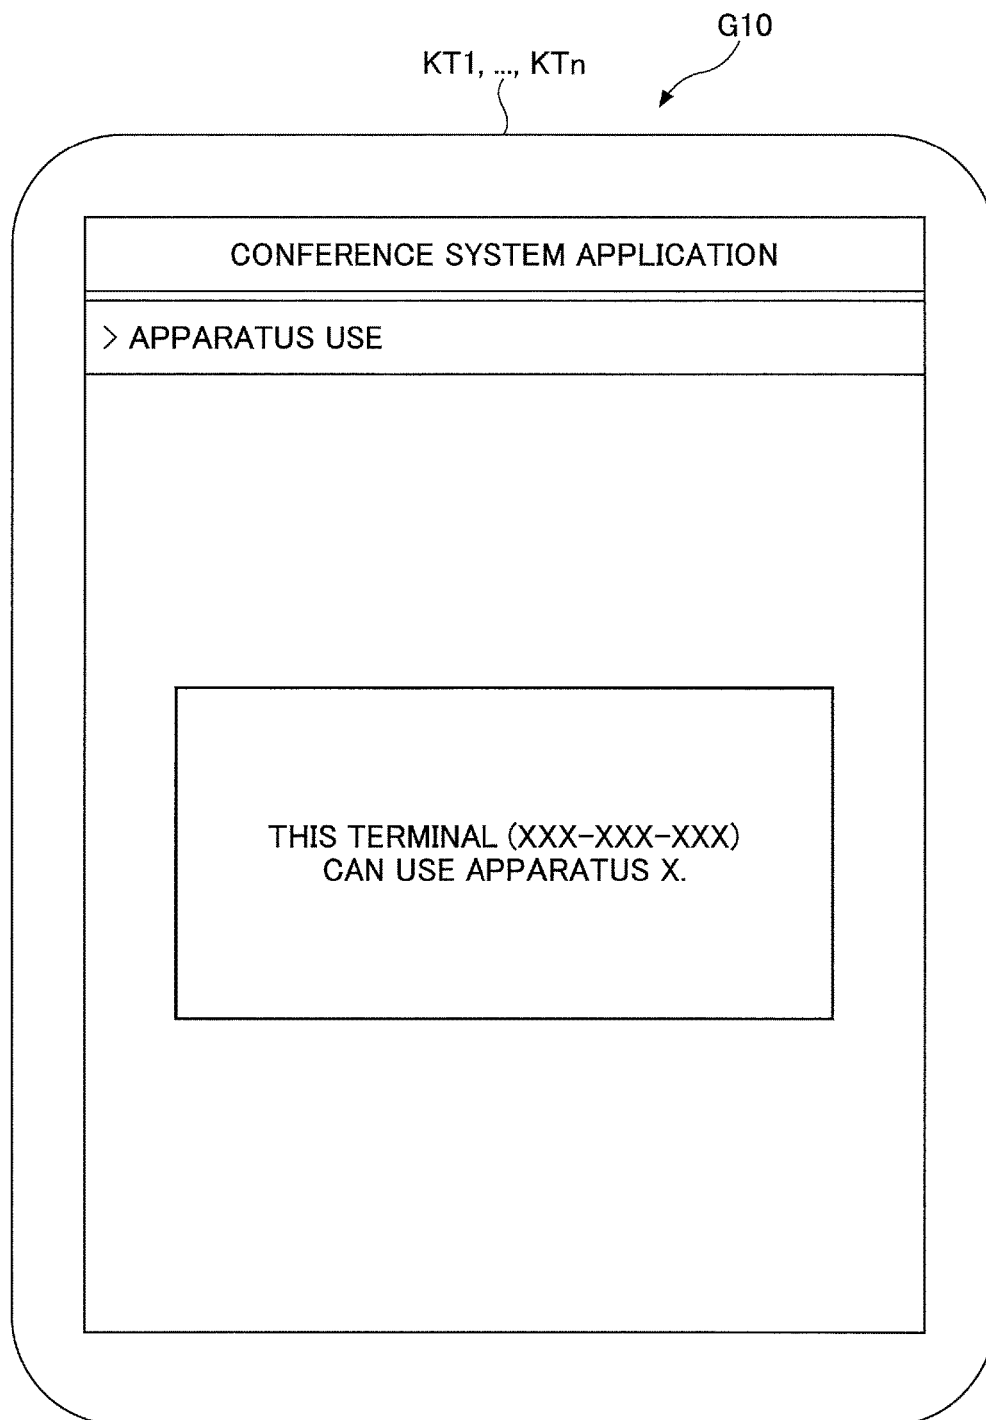 G10
KT1, ..., KTn
CONFERENCE SYSTEM APPLICATION
> APPARATUS USE
THIS TERMINAL (XXX-XXX-XXX)
CAN USE APPARATUS X.